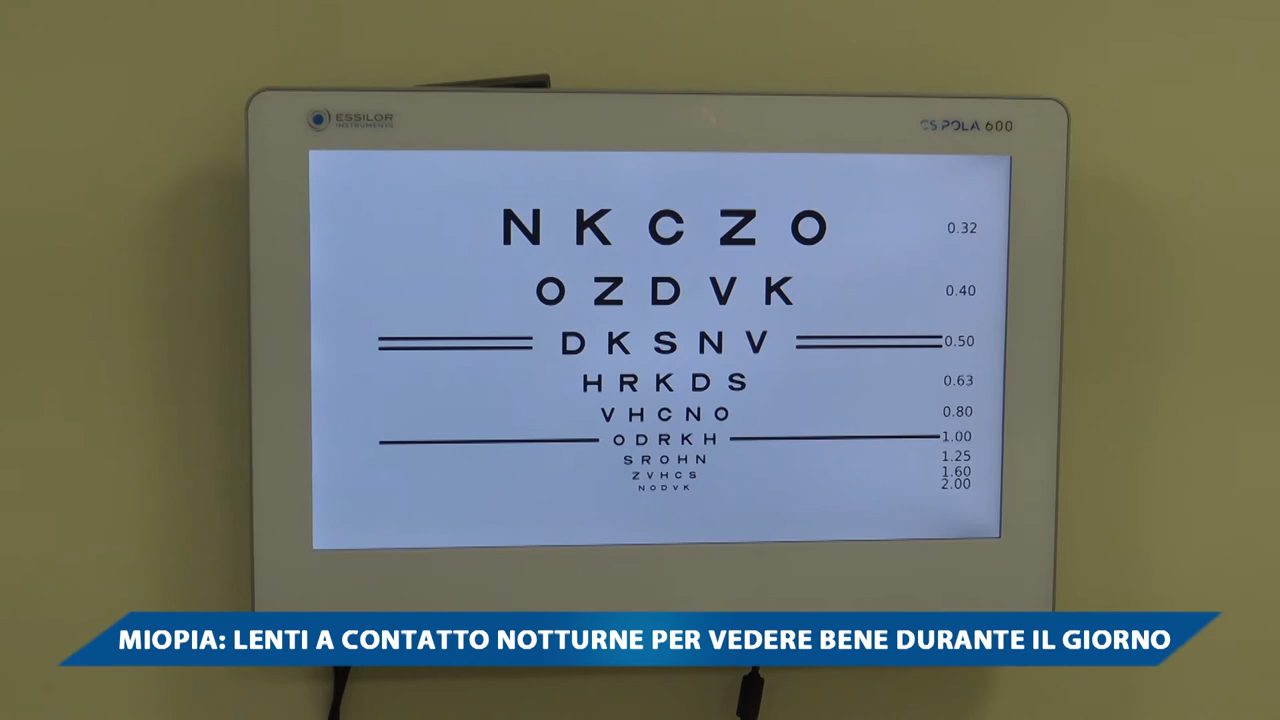 ESSILOR
INSTRUMENTS
CS POLA 600
N K C Z O 0.32
O Z D V K 0.40
D K S N V 0.50
H R K D S 0.63
V H C N O 0.80
O D R K H 1.00
S R O H N 1.25
Z V H C S 1.60
N O D V K 2.00
MIOPIA: LENTI A CONTATTO NOTTURNE PER VEDERE BENE DURANTE IL GIORNO